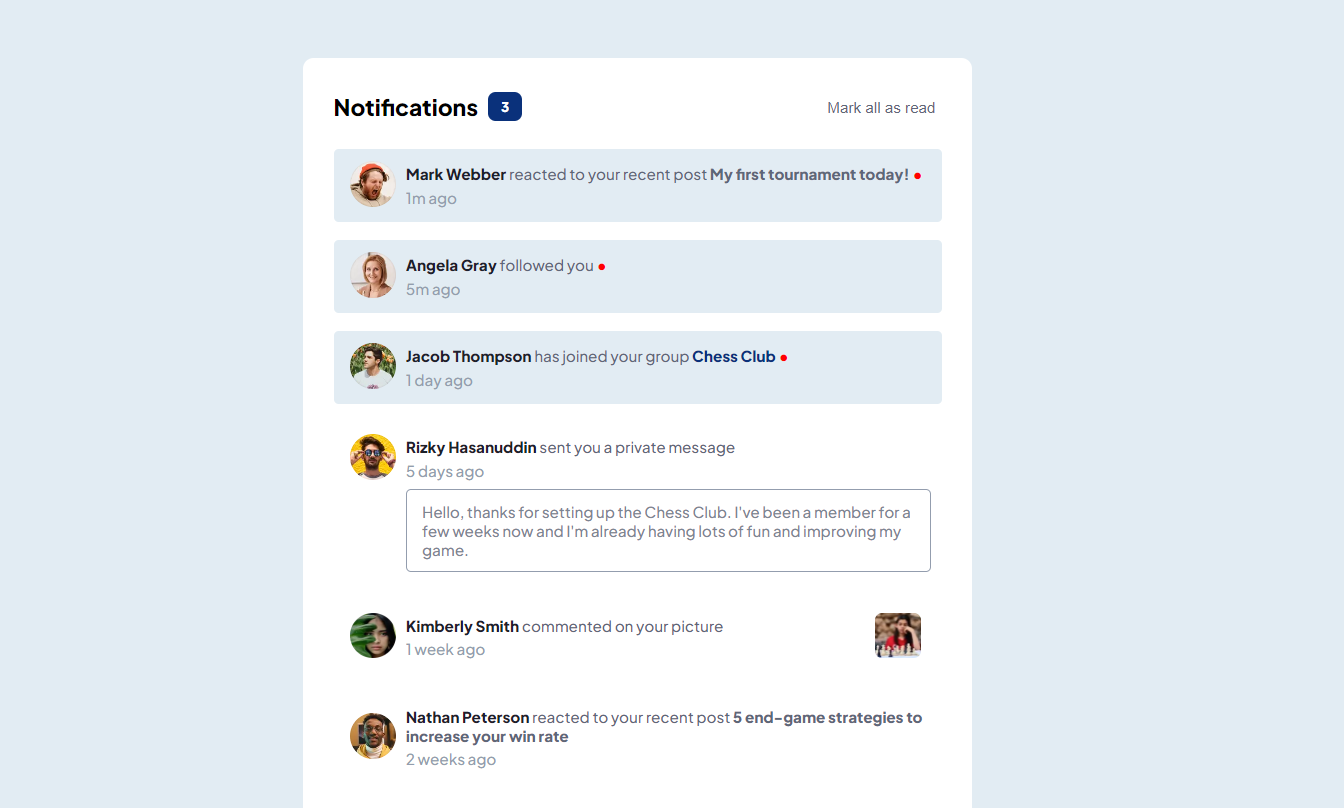 Notifications 3 Mark all as read
Mark Webber reacted to your recent post My first tournament today!
1m ago
Angela Gray followed you
5m ago
Jacob Thompson has joined your group Chess Club
1 day ago
Rizky Hasanuddin sent you a private message
5 days ago
Hello, thanks for setting up the Chess Club. I've been a member for a
few weeks now and I'm already having lots of fun and improving my
game.
Kimberly Smith commented on your picture
1 week ago
Nathan Peterson reacted to your recent post 5 end-game strategies to
increase your win rate
2 weeks ago